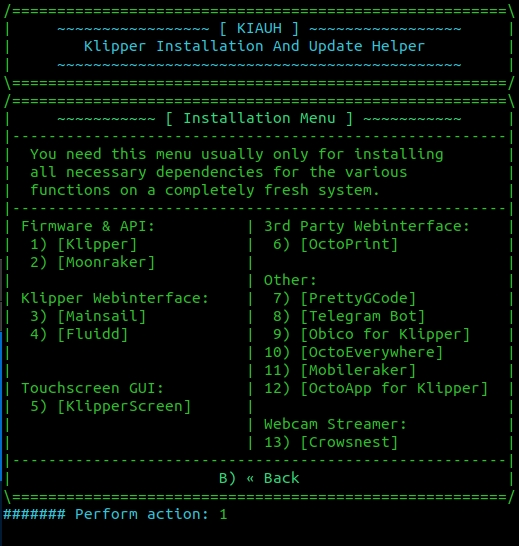 /=======================================================\
|     ~~~~~~~~~~~~~~~~~ [ KIAUH ] ~~~~~~~~~~~~~~~~~     |
|        Klipper Installation And Update Helper         |
|     ~~~~~~~~~~~~~~~~~~~~~~~~~~~~~~~~~~~~~~~~~~~~~     |
\=======================================================/
/=======================================================\
|     ~~~~~~~~~~~ [ Installation Menu ] ~~~~~~~~~~~     |
|-------------------------------------------------------|
|  You need this menu usually only for installing       |
|  all necessary dependencies for the various           |
|  functions on a completely fresh system.              |
|-------------------------------------------------------|
| Firmware & API:          | 3rd Party Webinterface:    |
|  1) [Klipper]            |  6) [OctoPrint]            |
|  2) [Moonraker]          |                            |
|                          | Other:                     |
| Klipper Webinterface:    |  7) [PrettyGCode]          |
|  3) [Mainsail]           |  8) [Telegram Bot]         |
|  4) [Fluidd]             |  9) [Obico for Klipper]    |
|                          | 10) [OctoEverywhere]       |
|                          | 11) [Mobileraker]          |
| Touchscreen GUI:         | 12) [OctoApp for Klipper]  |
|  5) [KlipperScreen]      |                            |
|                          | Webcam Streamer:           |
|                          | 13) [Crowsnest]            |
|-------------------------------------------------------|
|                       B) « Back                       |
\=======================================================/
####### Perform action: 1